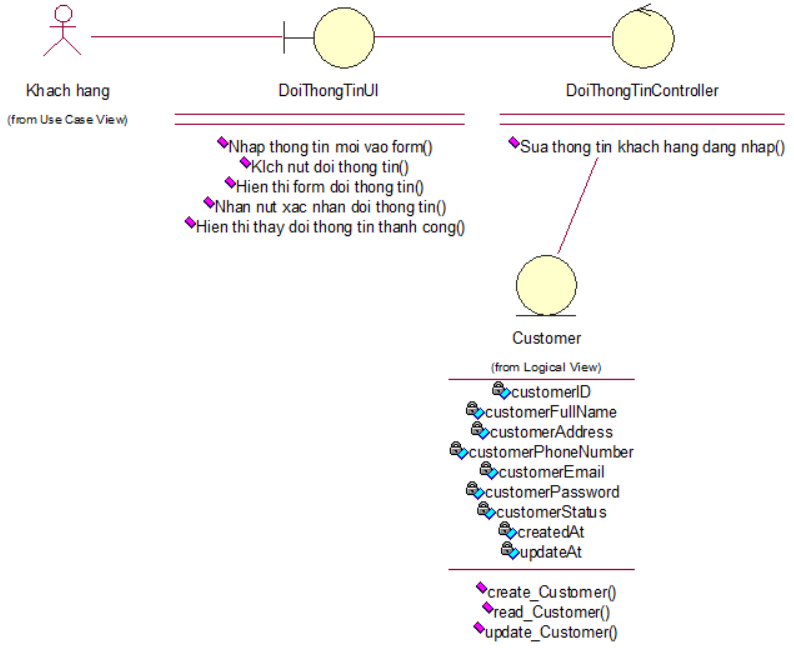 Khach hang
(from Use Case View)
DoiThongTinUI
Nhap thong tin moi vao form()
KIch nut doi thong tin()
Hien thi form doi thong tin()
Nhan nut xac nhan doi thong tin()
Hien thi thay doi thong tin thanh cong()
DoiThongTinController
Sua thong tin khach hang dang nhap()
Customer
(from Logical View)
customerID
customerFullName
customerAddress
customerPhoneNumber
customerEmail
customerPassword
customerStatus
createdAt
updateAt
create_Customer()
read_Customer()
update_Customer()